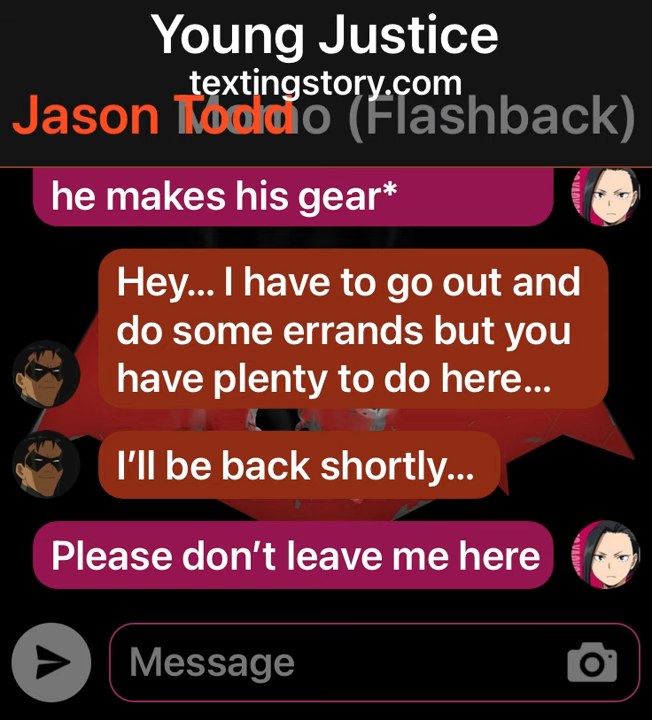 Young Justice
textingstory.com
Jason Todd Momo (Flashback)
he makes his gear*
Hey... I have to go out and
do some errands but you
have plenty to do here...
I'll be back shortly...
Please don't leave me here
Message